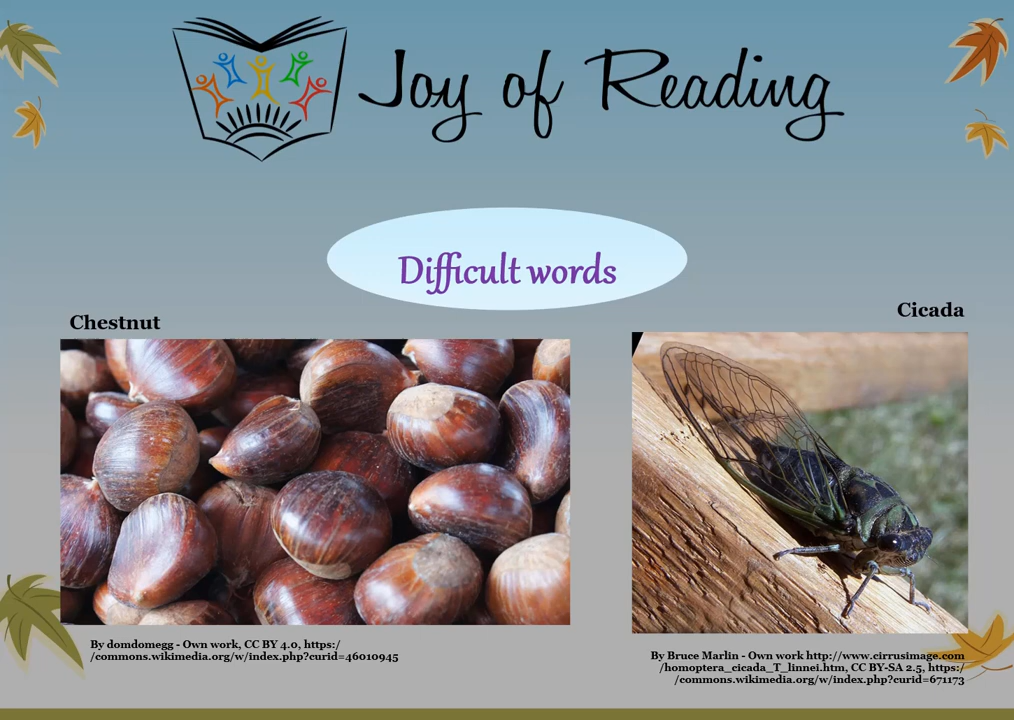 Joy of Reading
Difficult words
Chestnut
Cicada
By domdomegg - Own work, CC BY 4.0, https:/
/commons.wikimedia.org/w/index.php?curid=46010945
By Bruce Marlin - Own work http://www.cirrusimage.com
/homoptera_cicada_T_linnei.htm, CC BY-SA 2.5, https:/
/commons.wikimedia.org/w/index.php?curid=671173